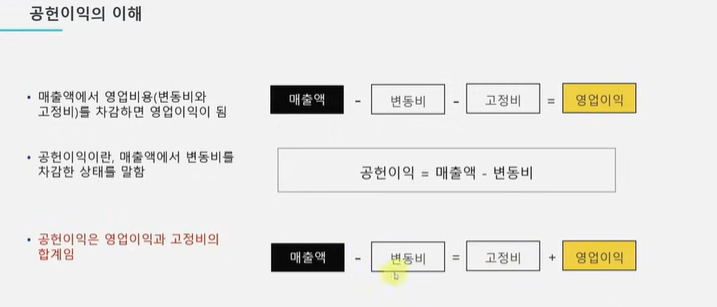 공헌이익의 이해
• 매출액에서 영업비용(변동비와
고정비)를 차감하면 영업이익이 됨
매출액 - 변동비 - 고정비 = 영업이익
• 공헌이익이란, 매출액에서 변동비를
차감한 상태를 말함
공헌이익 = 매출액 - 변동비
• 공헌이익은 영업이익과 고정비의
합계임
매출액 - 변동비 = 고정비 + 영업이익